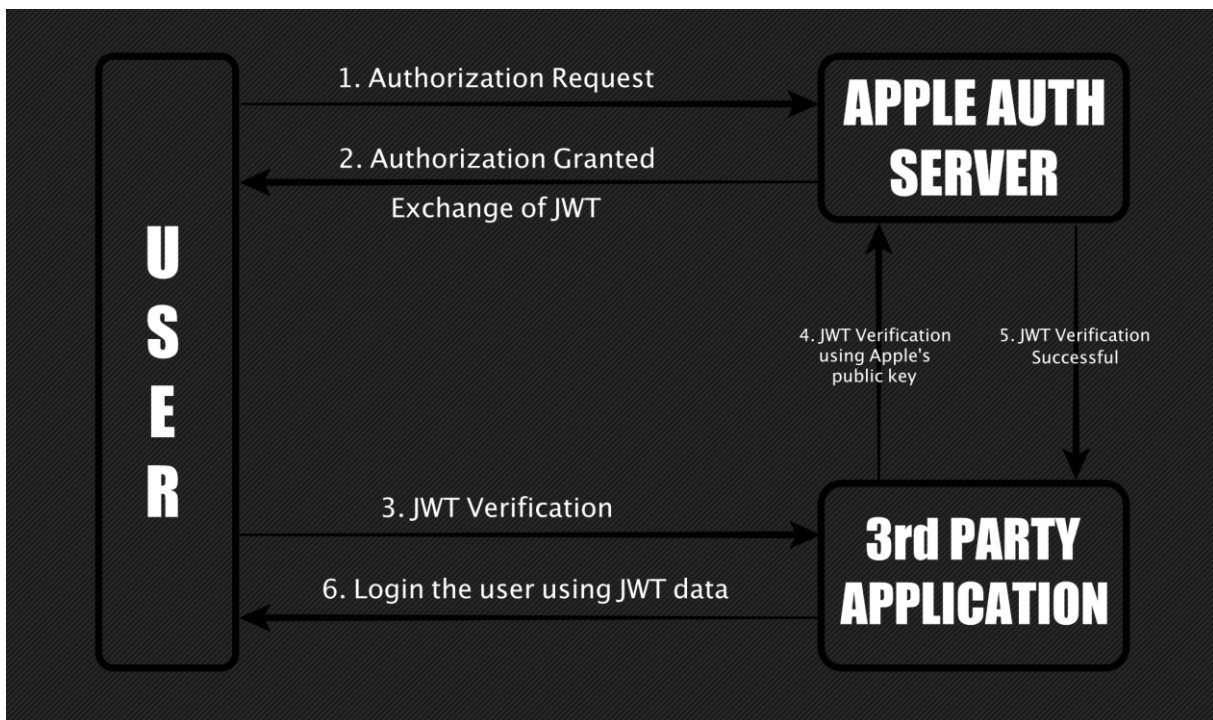 1. Authorization Request
APPLE AUTH
SERVER
2. Authorization Granted
Exchange of JWT
U
S
E
R
4. JWT Verification
using Apple's
public key
5. JWT Verification
Successful
3. JWT Verification
3rd PARTY
APPLICATION
6. Login the user using JWT data